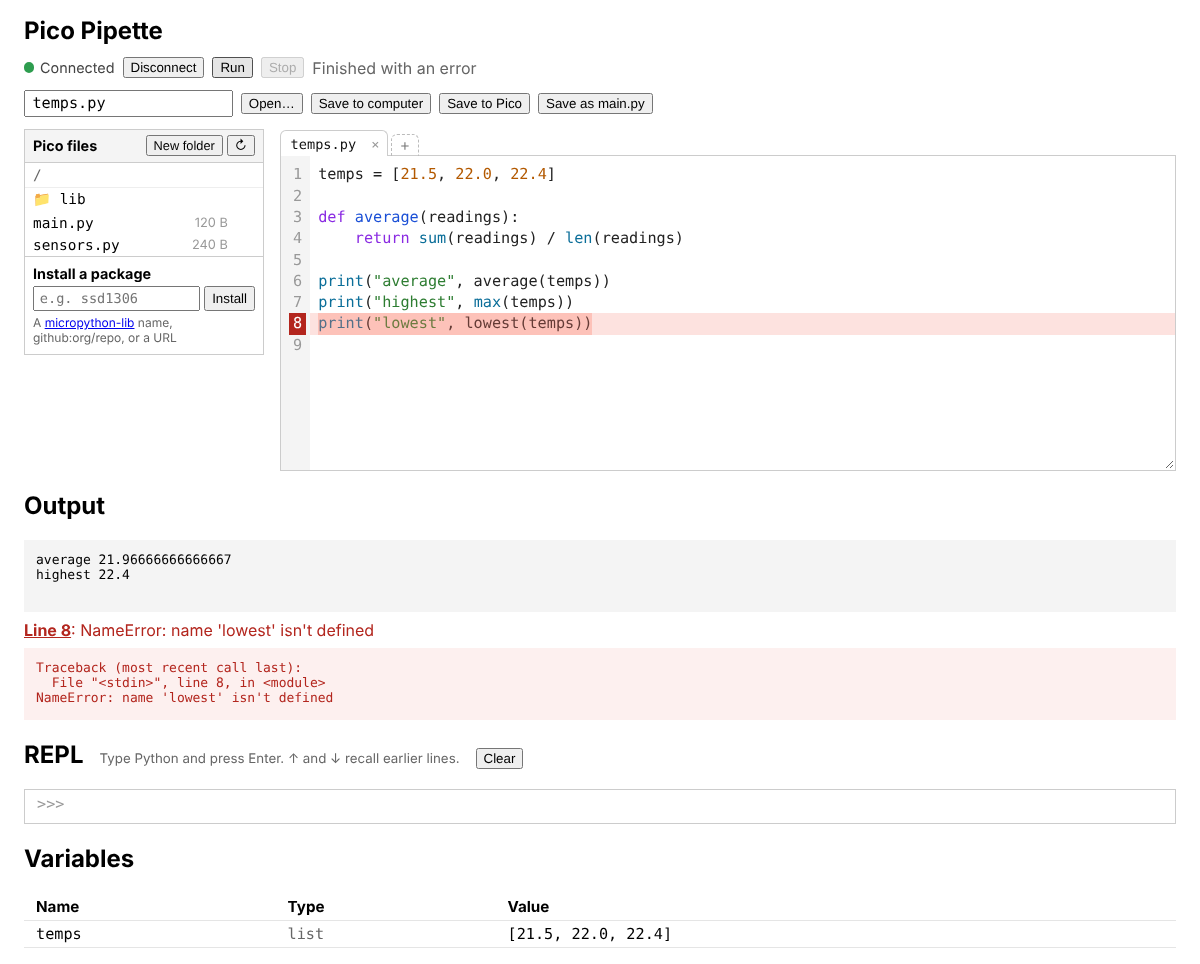 Pico Pipette
Connected Disconnect Run Stop Finished with an error
temps.py Open… Save to computer Save to Pico Save as main.py
Pico files New folder ↻
/
📁 lib
main.py 120 B
sensors.py 240 B
Install a package
e.g. ssd1306 Install
A micropython-lib name,
github:org/repo, or a URL
temps.py × +
1 temps = [21.5, 22.0, 22.4]
2
3 def average(readings):
4     return sum(readings) / len(readings)
5
6 print("average", average(temps))
7 print("highest", max(temps))
8 print("lowest", lowest(temps))
9
Output
average 21.96666666666667
highest 22.4
Line 8: NameError: name 'lowest' isn't defined
Traceback (most recent call last):
  File "<stdin>", line 8, in <module>
NameError: name 'lowest' isn't defined
REPL Type Python and press Enter. ↑ and ↓ recall earlier lines. Clear
>>>
Variables
Name Type Value
temps list [21.5, 22.0, 22.4]